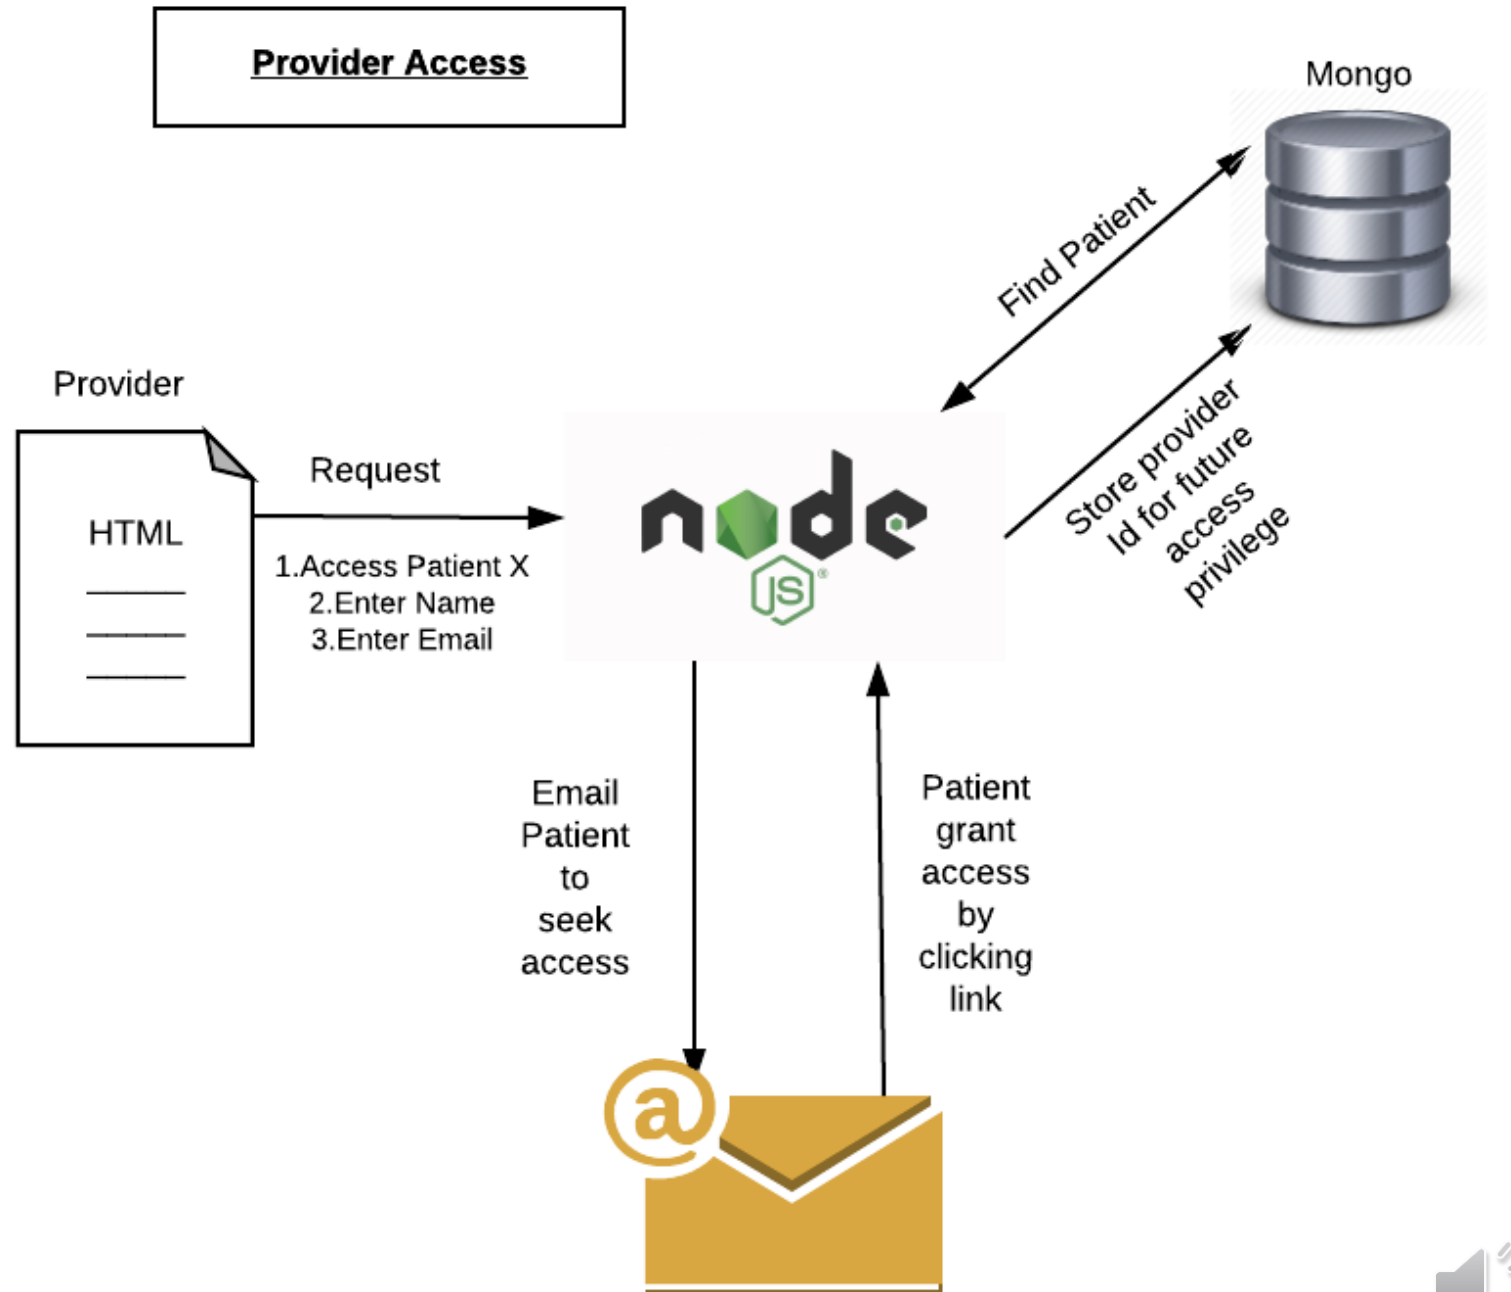 Provider Access
Mongo
Find Patient
Provider
HTML
Request
1.Access Patient X
2.Enter Name
3.Enter Email
node
JS®
Store provider
Id for future
access
privilege
Email
Patient
to
seek
access
Patient
grant
access
by
clicking
link
@